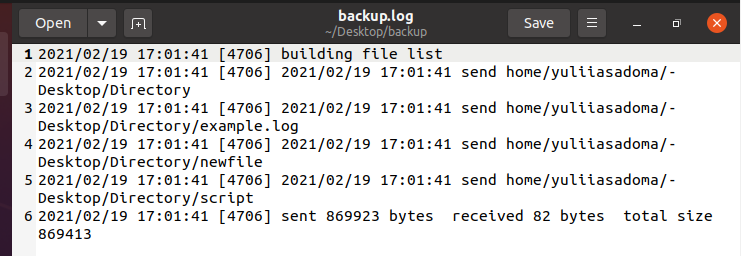 Open
backup.log
~/Desktop/backup
Save
1 2021/02/19 17:01:41 [4706] building file list
2 2021/02/19 17:01:41 [4706] 2021/02/19 17:01:41 send home/yuliiasadoma/-
Desktop/Directory
3 2021/02/19 17:01:41 [4706] 2021/02/19 17:01:41 send home/yuliiasadoma/-
Desktop/Directory/example.log
4 2021/02/19 17:01:41 [4706] 2021/02/19 17:01:41 send home/yuliiasadoma/-
Desktop/Directory/newfile
5 2021/02/19 17:01:41 [4706] 2021/02/19 17:01:41 send home/yuliiasadoma/-
Desktop/Directory/script
6 2021/02/19 17:01:41 [4706] sent 869923 bytes  received 82 bytes  total size
869413